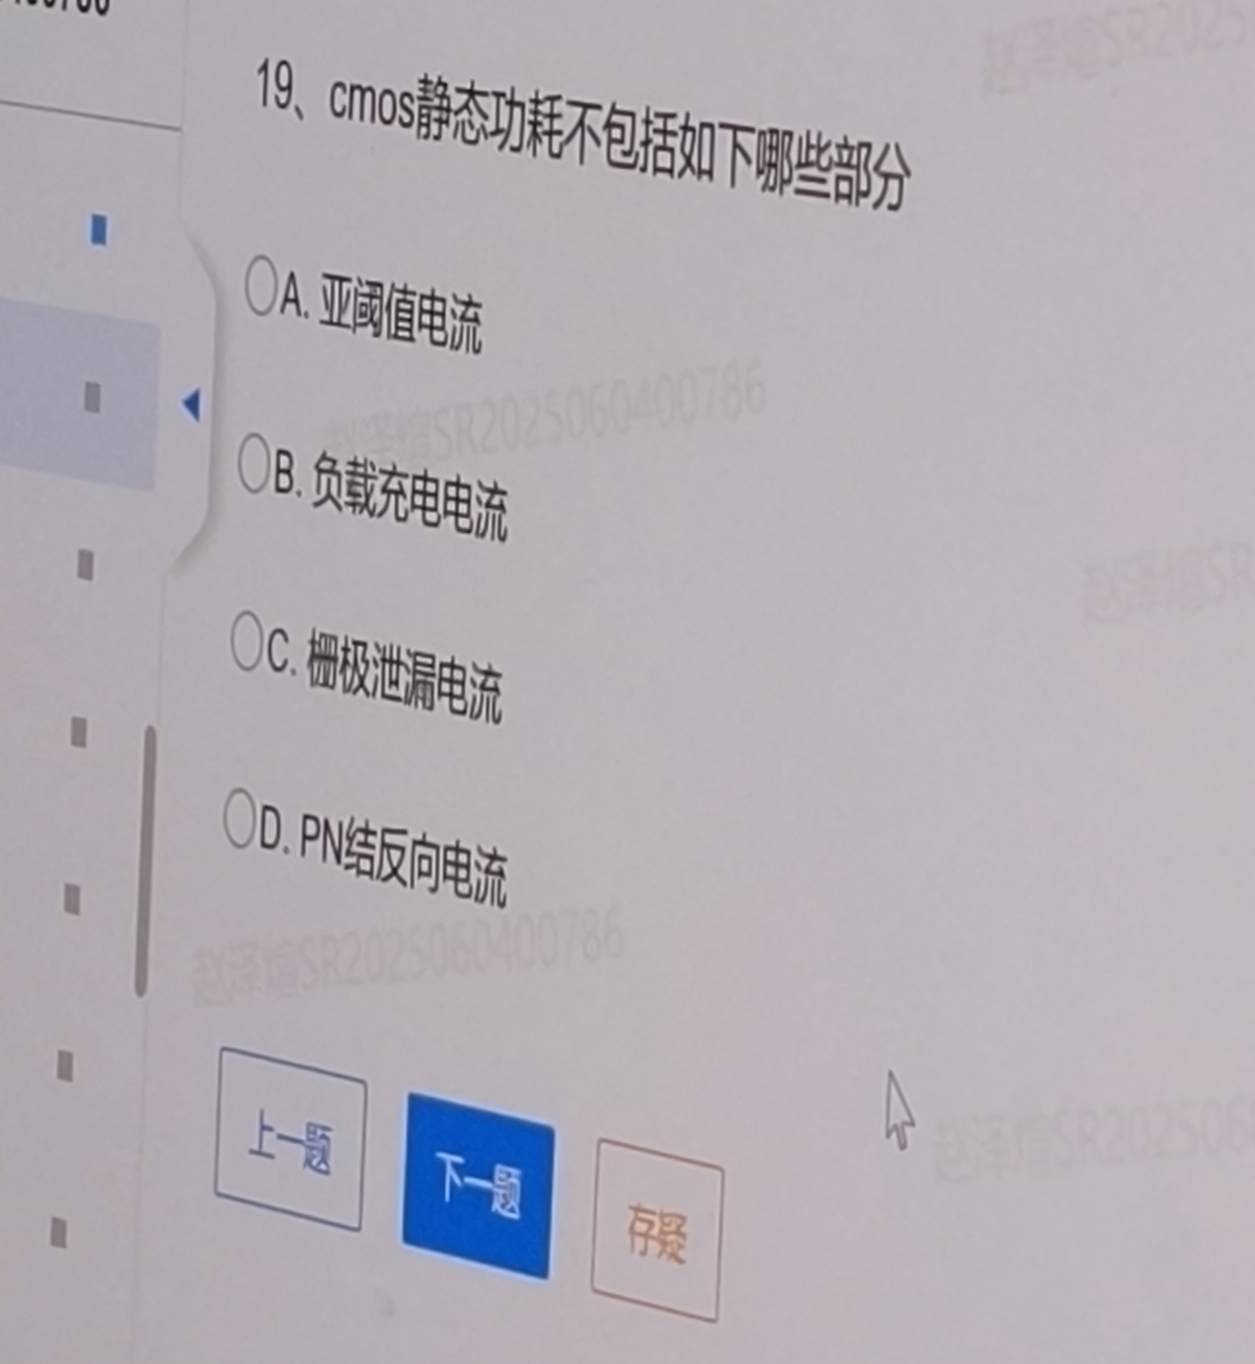 19、cmos静态功耗不包括如下哪些部分
A. 亚阈值电流
B. 负载充电电流
C. 栅极泄漏电流
D. PN结反向电流
上一题
下一题
存疑